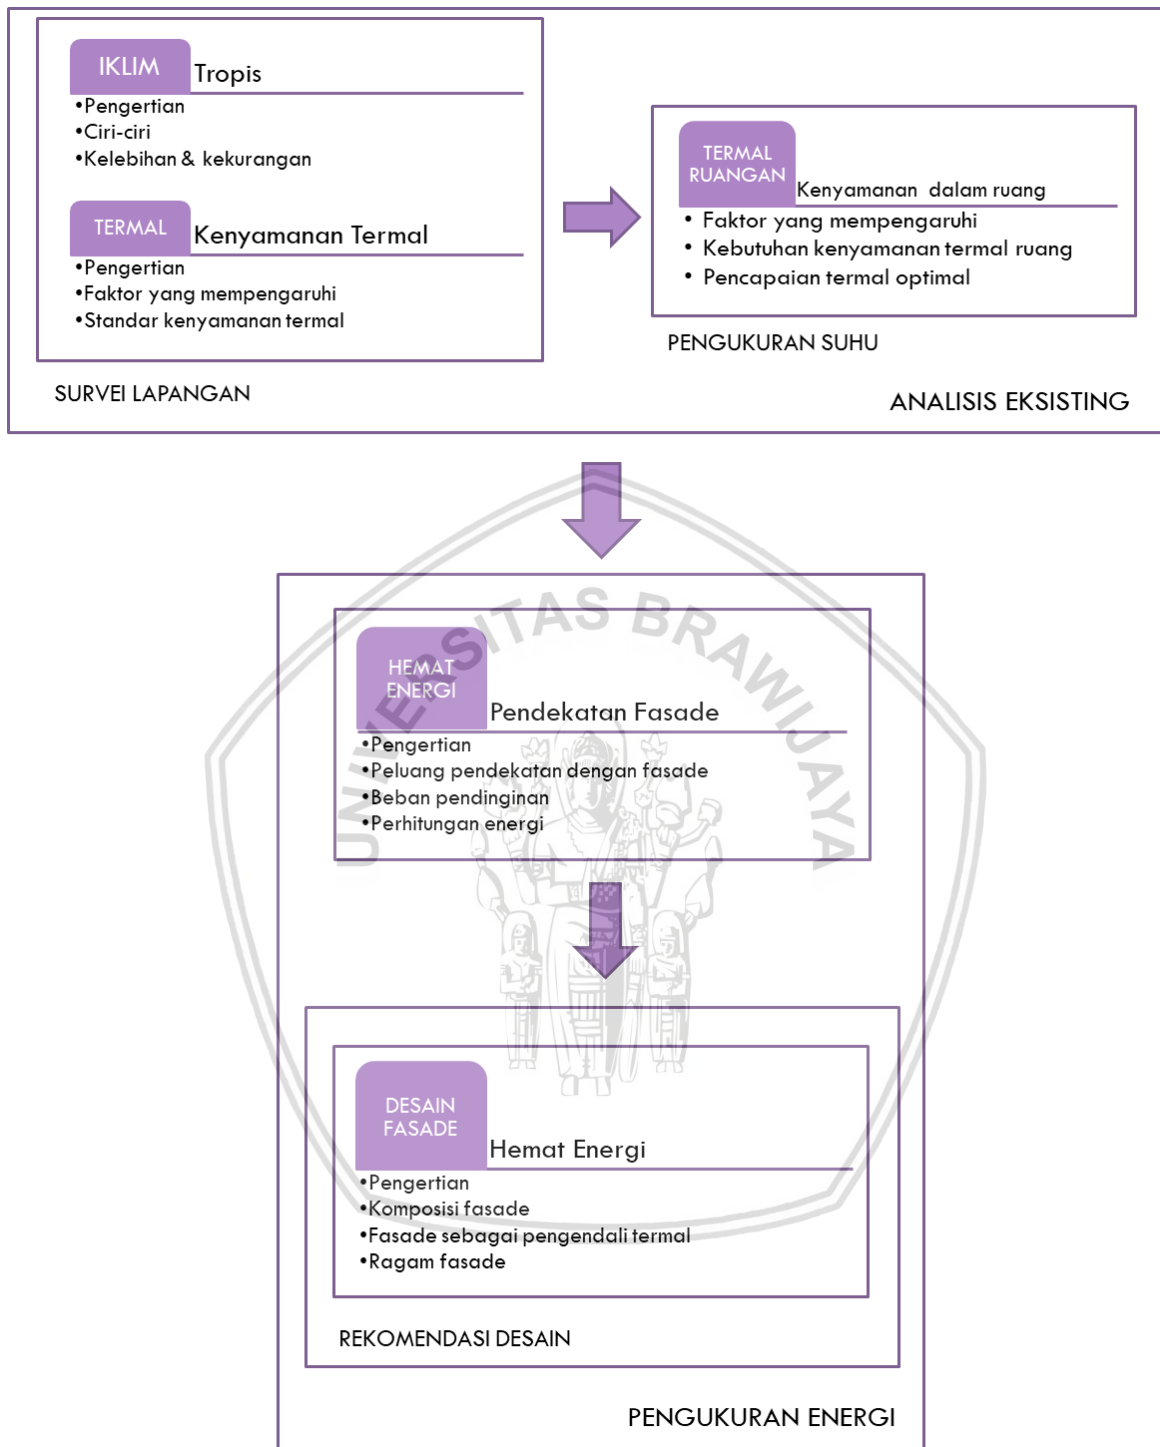 IKLIM
Tropis
•Pengertian
•Ciri-ciri
•Kelebihan & kekurangan
TERMAL
Kenyamanan Termal
•Pengertian
•Faktor yang mempengaruhi
•Standar kenyamanan termal
SURVEI LAPANGAN
TERMAL
RUANGAN
Kenyamanan dalam ruang
• Faktor yang mempengaruhi
• Kebutuhan kenyamanan termal ruang
• Pencapaian termal optimal
PENGUKURAN SUHU
ANALISIS EKSISTING
UNIVERSITAS BRAWIJAYA
HEMAT
ENERGI
Pendekatan Fasade
•Pengertian
•Peluang pendekatan dengan fasade
•Beban pendinginan
•Perhitungan energi
DESAIN
FASADE
Hemat Energi
•Pengertian
•Komposisi fasade
•Fasade sebagai pengendali termal
•Ragam fasade
REKOMENDASI DESAIN
PENGUKURAN ENERGI